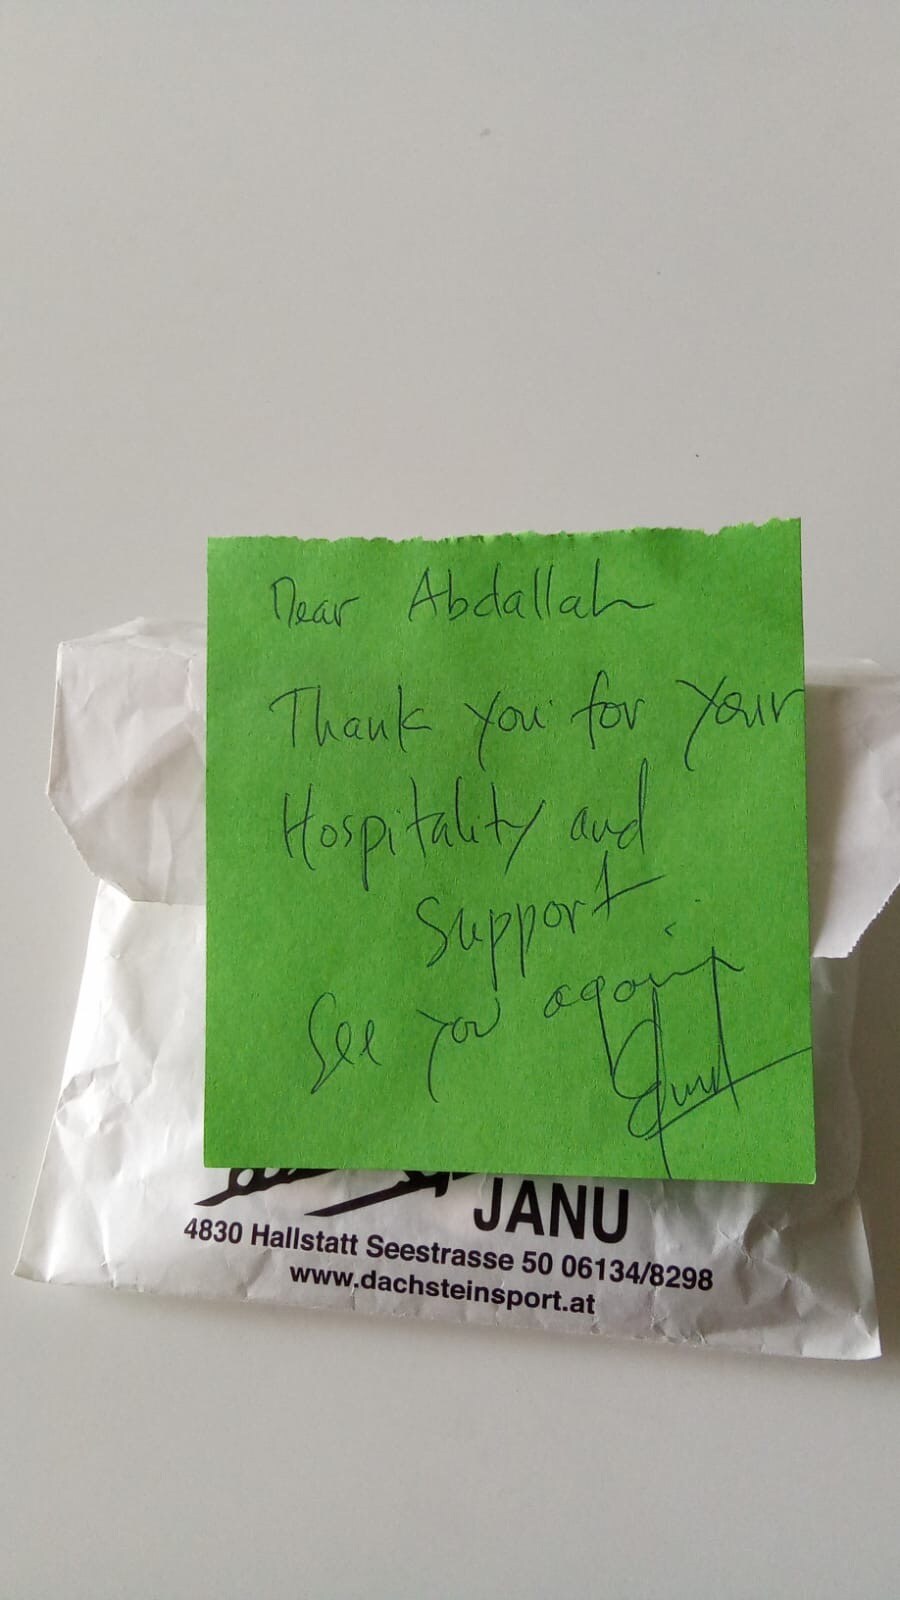 Dear Abdallah
Thank you for your
Hospitality and
Support
See you again
JANU
4830 Hallstatt Seestrasse 50 06134/8298
www.dachsteinsport.at